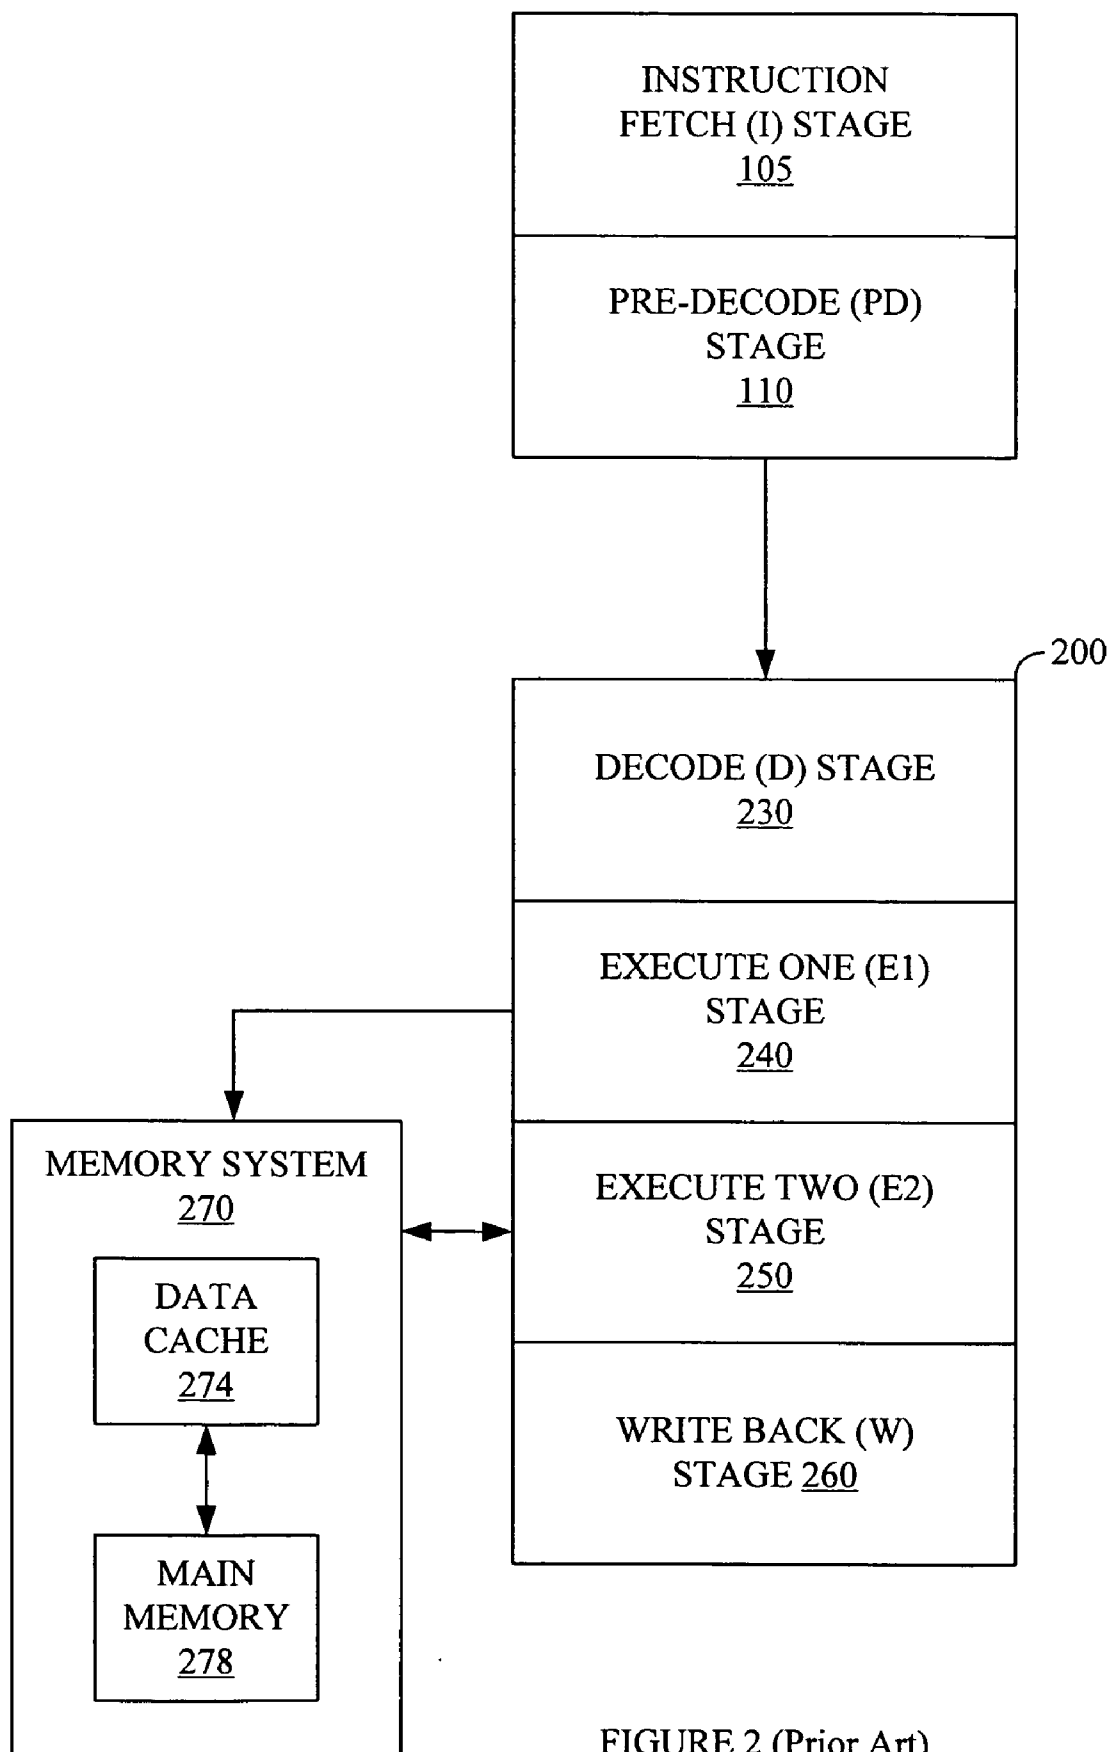 INSTRUCTION
FETCH (I) STAGE
105
PRE-DECODE (PD)
STAGE
110
200
DECODE (D) STAGE
230
EXECUTE ONE (E1)
STAGE
240
MEMORY SYSTEM
270
EXECUTE TWO (E2)
STAGE
250
DATA
CACHE
274
WRITE BACK (W)
STAGE 260
MAIN
MEMORY
278
FIGURE 2 (Prior Art)